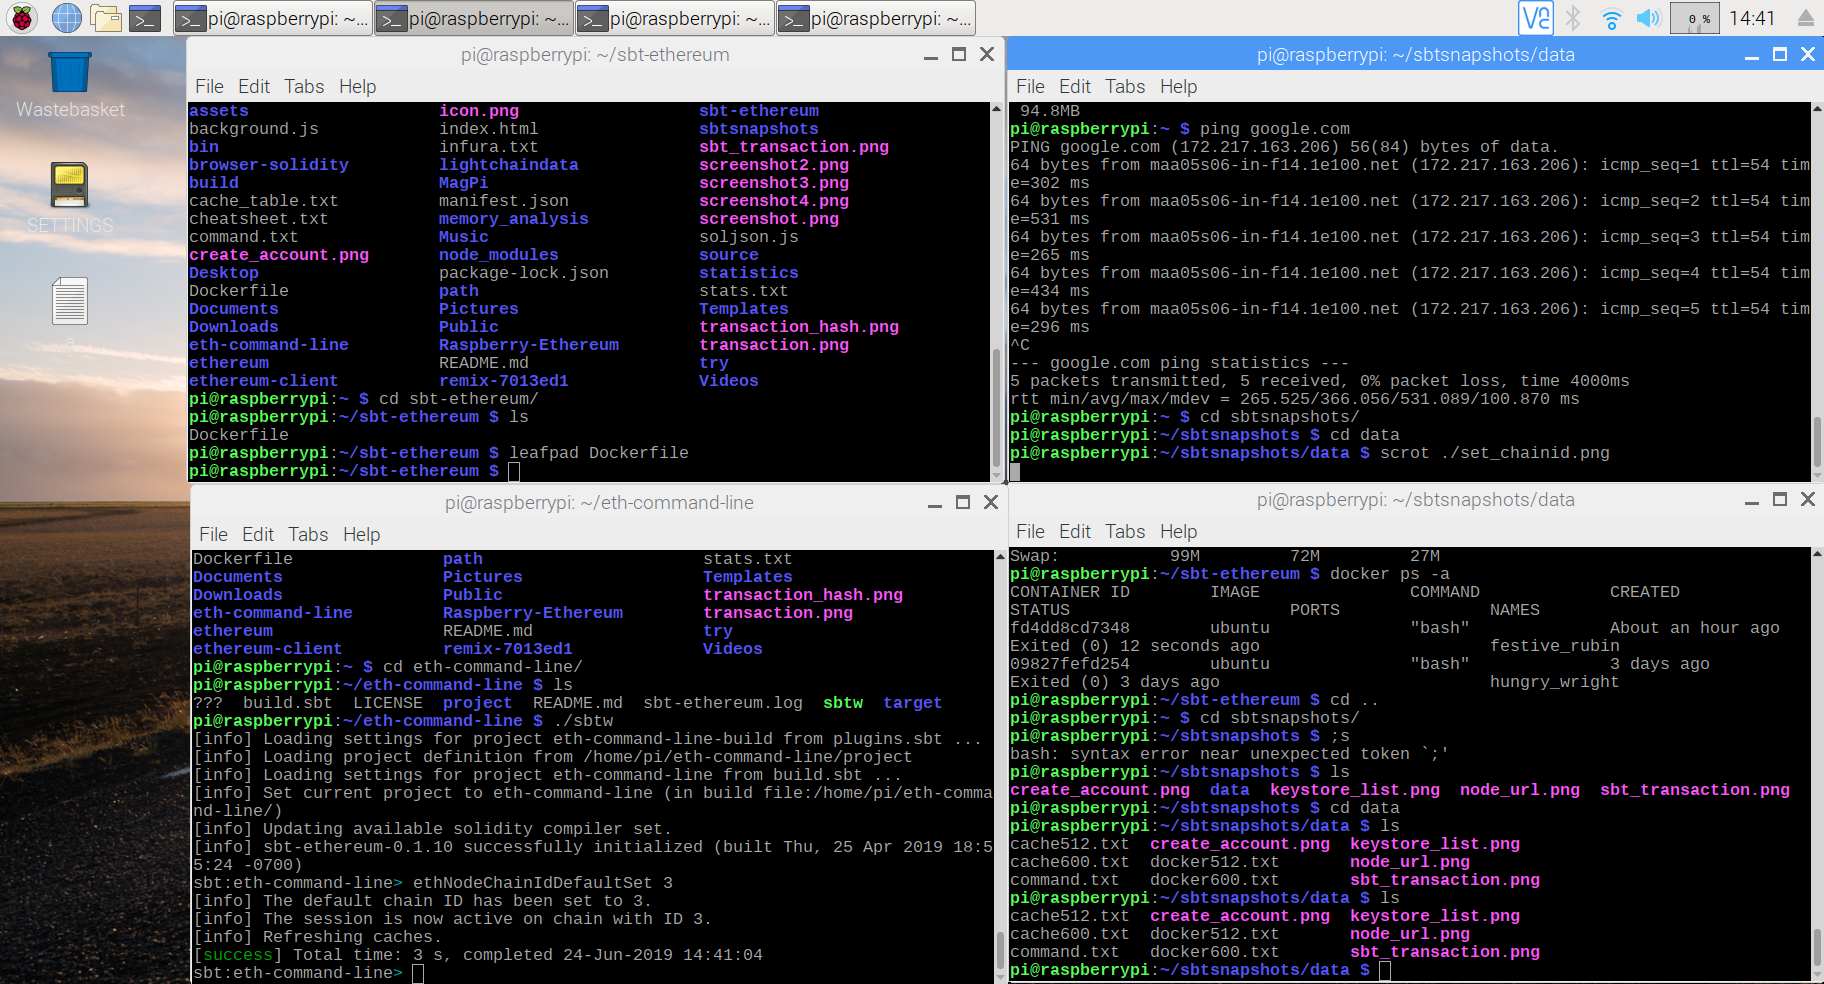 pi@raspberrypi: ~...
pi@raspberrypi: ~...
pi@raspberrypi: ~...
pi@raspberrypi: ~...
0 %
14:41
Wastebasket
SETTINGS
a
pi@raspberrypi: ~/sbt-ethereum
File Edit Tabs Help
assets icon.png sbt-ethereum
background.js index.html sbtsnapshots
bin infura.txt sbt_transaction.png
browser-solidity lightchaindata screenshot2.png
build MagPi screenshot3.png
cache_table.txt manifest.json screenshot4.png
cheatsheet.txt memory_analysis screenshot.png
command.txt Music soljson.js
create_account.png node_modules source
Desktop package-lock.json statistics
Dockerfile path stats.txt
Documents Pictures Templates
Downloads Public transaction_hash.png
eth-command-line Raspberry-Ethereum transaction.png
ethereum README.md try
ethereum-client remix-7013ed1 Videos
pi@raspberrypi:~ $ cd sbt-ethereum/
pi@raspberrypi:~/sbt-ethereum $ ls
Dockerfile
pi@raspberrypi:~/sbt-ethereum $ leafpad Dockerfile
pi@raspberrypi:~/sbt-ethereum $
pi@raspberrypi: ~/sbtsnapshots/data
File Edit Tabs Help
94.8MB
pi@raspberrypi:~ $ ping google.com
PING google.com (172.217.163.206) 56(84) bytes of data.
64 bytes from maa05s06-in-f14.1e100.net (172.217.163.206): icmp_seq=1 ttl=54 tim
e=302 ms
64 bytes from maa05s06-in-f14.1e100.net (172.217.163.206): icmp_seq=2 ttl=54 tim
e=531 ms
64 bytes from maa05s06-in-f14.1e100.net (172.217.163.206): icmp_seq=3 ttl=54 tim
e=265 ms
64 bytes from maa05s06-in-f14.1e100.net (172.217.163.206): icmp_seq=4 ttl=54 tim
e=434 ms
64 bytes from maa05s06-in-f14.1e100.net (172.217.163.206): icmp_seq=5 ttl=54 tim
e=296 ms
^C
--- google.com ping statistics ---
5 packets transmitted, 5 received, 0% packet loss, time 4000ms
rtt min/avg/max/mdev = 265.525/366.056/531.089/100.870 ms
pi@raspberrypi:~ $ cd sbtsnapshots/
pi@raspberrypi:~/sbtsnapshots $ cd data
pi@raspberrypi:~/sbtsnapshots/data $ scrot ./set_chainid.png
pi@raspberrypi: ~/eth-command-line
File Edit Tabs Help
Dockerfile path stats.txt
Documents Pictures Templates
Downloads Public transaction_hash.png
eth-command-line Raspberry-Ethereum transaction.png
ethereum README.md try
ethereum-client remix-7013ed1 Videos
pi@raspberrypi:~ $ cd eth-command-line/
pi@raspberrypi:~/eth-command-line $ ls
??? build.sbt LICENSE project README.md sbt-ethereum.log sbtw target
pi@raspberrypi:~/eth-command-line $ ./sbtw
[info] Loading settings for project eth-command-line-build from plugins.sbt ...
[info] Loading project definition from /home/pi/eth-command-line/project
[info] Loading settings for project eth-command-line from build.sbt ...
[info] Set current project to eth-command-line (in build file:/home/pi/eth-comma
nd-line/)
[info] Updating available solidity compiler set.
[info] sbt-ethereum-0.1.10 successfully initialized (built Thu, 25 Apr 2019 18:5
5:24 -0700)
sbt:eth-command-line> ethNodeChainIdDefaultSet 3
[info] The default chain ID has been set to 3.
[info] The session is now active on chain with ID 3.
[info] Refreshing caches.
[success] Total time: 3 s, completed 24-Jun-2019 14:41:04
sbt:eth-command-line>
pi@raspberrypi: ~/sbtsnapshots/data
File Edit Tabs Help
Swap: 99M 72M 27M
pi@raspberrypi:~/sbt-ethereum $ docker ps -a
CONTAINER ID IMAGE COMMAND CREATED
STATUS PORTS NAMES
fd4dd8cd7348 ubuntu "bash" About an hour ago
Exited (0) 12 seconds ago festive_rubin
09827fefd254 ubuntu "bash" 3 days ago
Exited (0) 3 days ago hungry_wright
pi@raspberrypi:~/sbt-ethereum $ cd ..
pi@raspberrypi:~ $ cd sbtsnapshots/
pi@raspberrypi:~/sbtsnapshots $ ;s
bash: syntax error near unexpected token `;'
pi@raspberrypi:~/sbtsnapshots $ ls
create_account.png data keystore_list.png node_url.png sbt_transaction.png
pi@raspberrypi:~/sbtsnapshots $ cd data
pi@raspberrypi:~/sbtsnapshots/data $ ls
cache512.txt create_account.png keystore_list.png
cache600.txt docker512.txt node_url.png
command.txt docker600.txt sbt_transaction.png
pi@raspberrypi:~/sbtsnapshots/data $ ls
cache512.txt create_account.png keystore_list.png
cache600.txt docker512.txt node_url.png
command.txt docker600.txt sbt_transaction.png
pi@raspberrypi:~/sbtsnapshots/data $